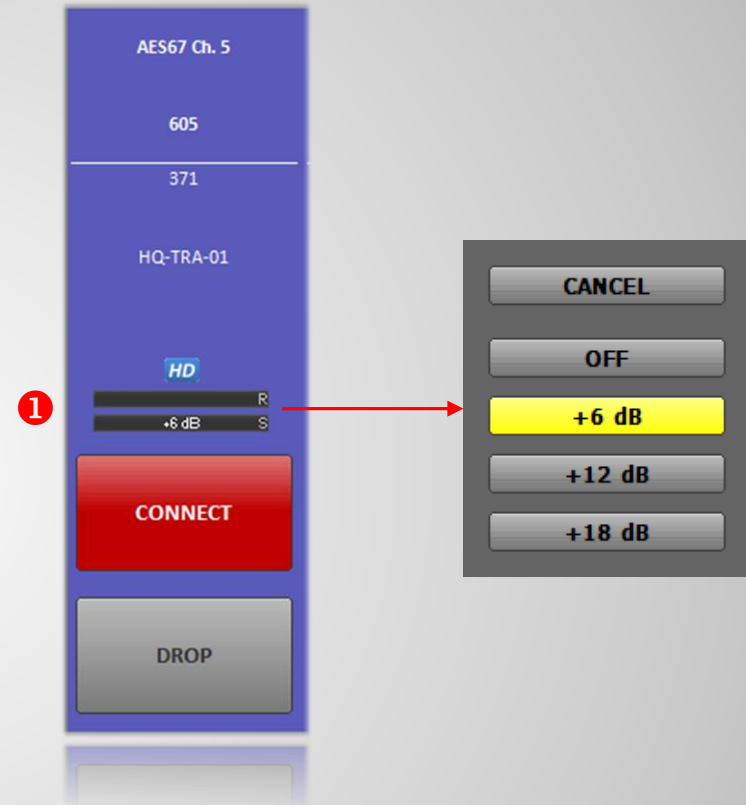 AES67 Ch. 5
605
371
HQ-TRA-01
HD
R
+6 dB S
CONNECT
DROP
1
CANCEL
OFF
+6 dB
+12 dB
+18 dB